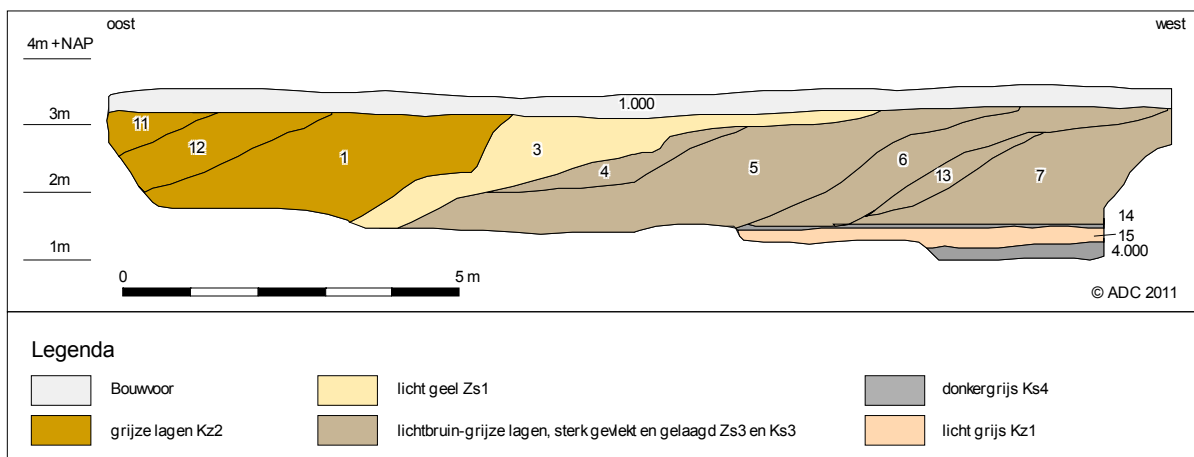 oost west
4m +NAP
1.000
3m
11
12
1
3
4
5
6
13
7
2m
14
15
1m
4.000
0 5 m
© ADC 2011
Legenda
Bouwvoor
licht geel Zs1
donkergrijs Ks4
grijze lagen Kz2
lichtbruin-grijze lagen, sterk gevlekt en gelaagd Zs3 en Ks3
licht grijs Kz1